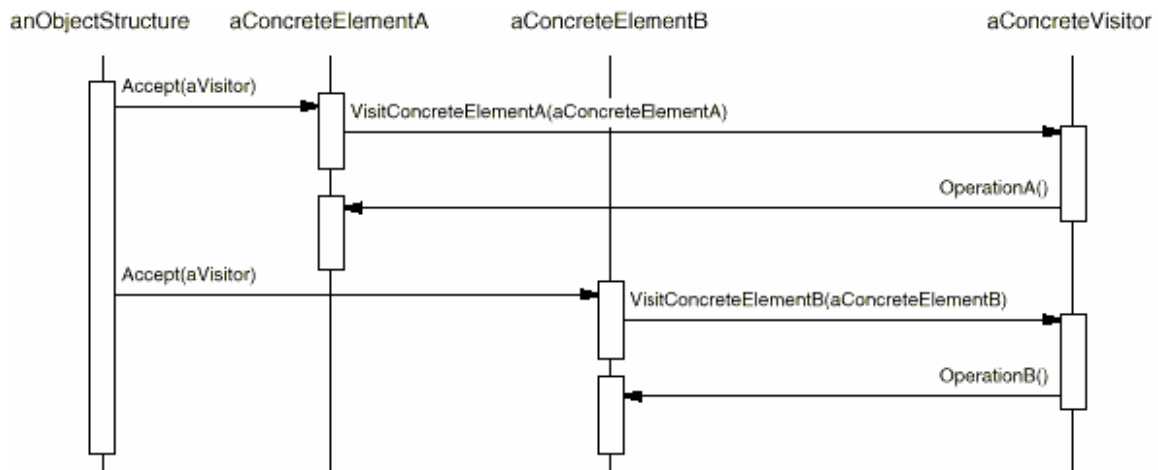 anObjectStructure
aConcreteElementA
aConcreteElementB
aConcreteVisitor
Accept(aVisitor)
VisitConcreteElementA(aConcreteElementA)
OperationA()
Accept(aVisitor)
VisitConcreteElementB(aConcreteElementB)
OperationB()